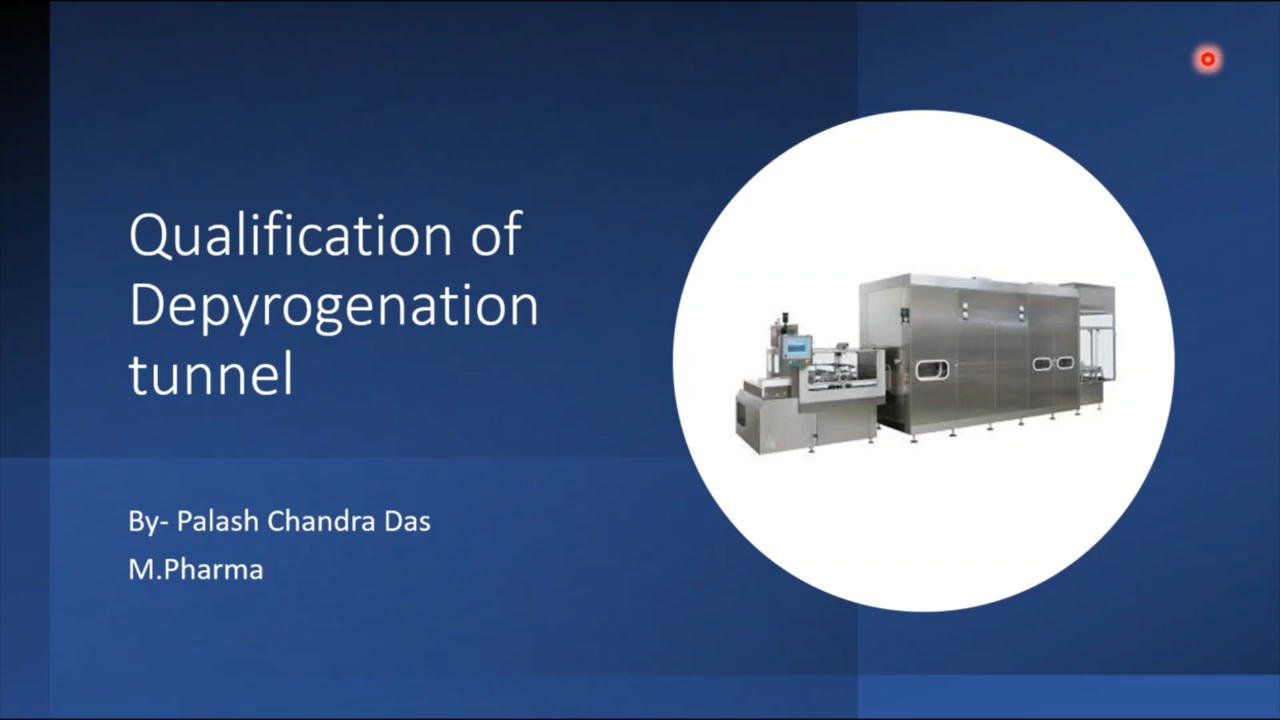 Qualification of
Depyrogenation
tunnel
By- Palash Chandra Das
M.Pharma